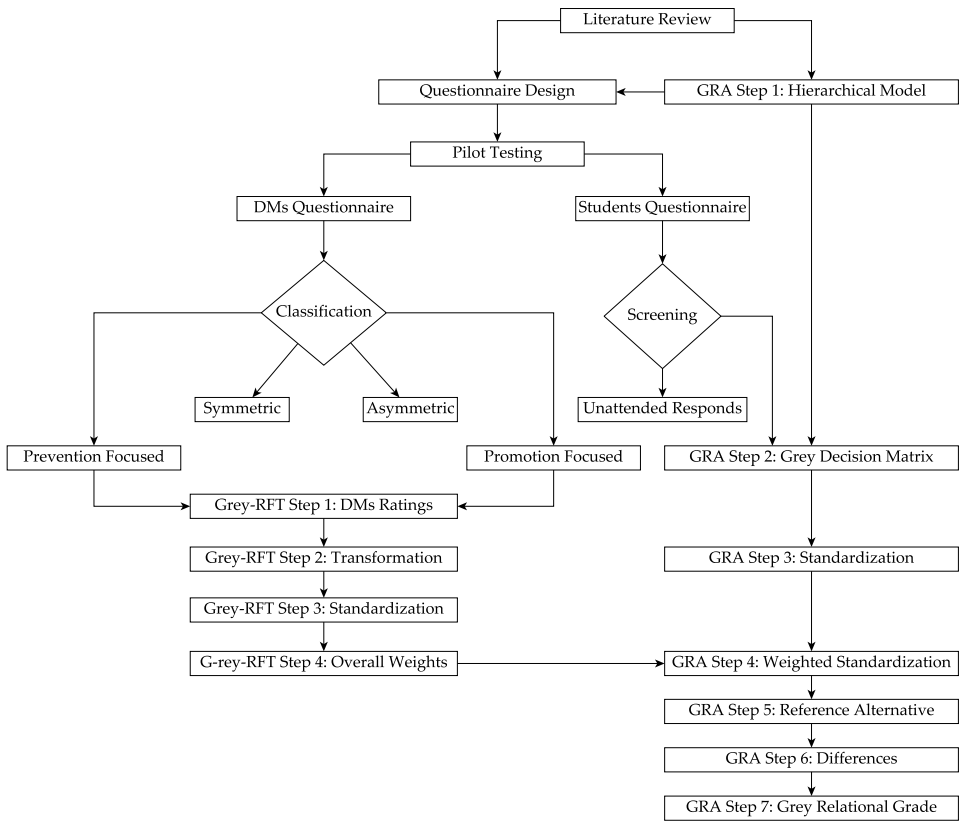 Literature Review
Questionnaire Design
GRA Step 1: Hierarchical Model
Pilot Testing
DMs Questionnaire
Students Questionnaire
Classification
Screening
Symmetric
Asymmetric
Unattended Responds
Prevention Focused
Promotion Focused
GRA Step 2: Grey Decision Matrix
Grey-RFT Step 1: DMs Ratings
Grey-RFT Step 2: Transformation
GRA Step 3: Standardization
Grey-RFT Step 3: Standardization
G-rey-RFT Step 4: Overall Weights
GRA Step 4: Weighted Standardization
GRA Step 5: Reference Alternative
GRA Step 6: Differences
GRA Step 7: Grey Relational Grade